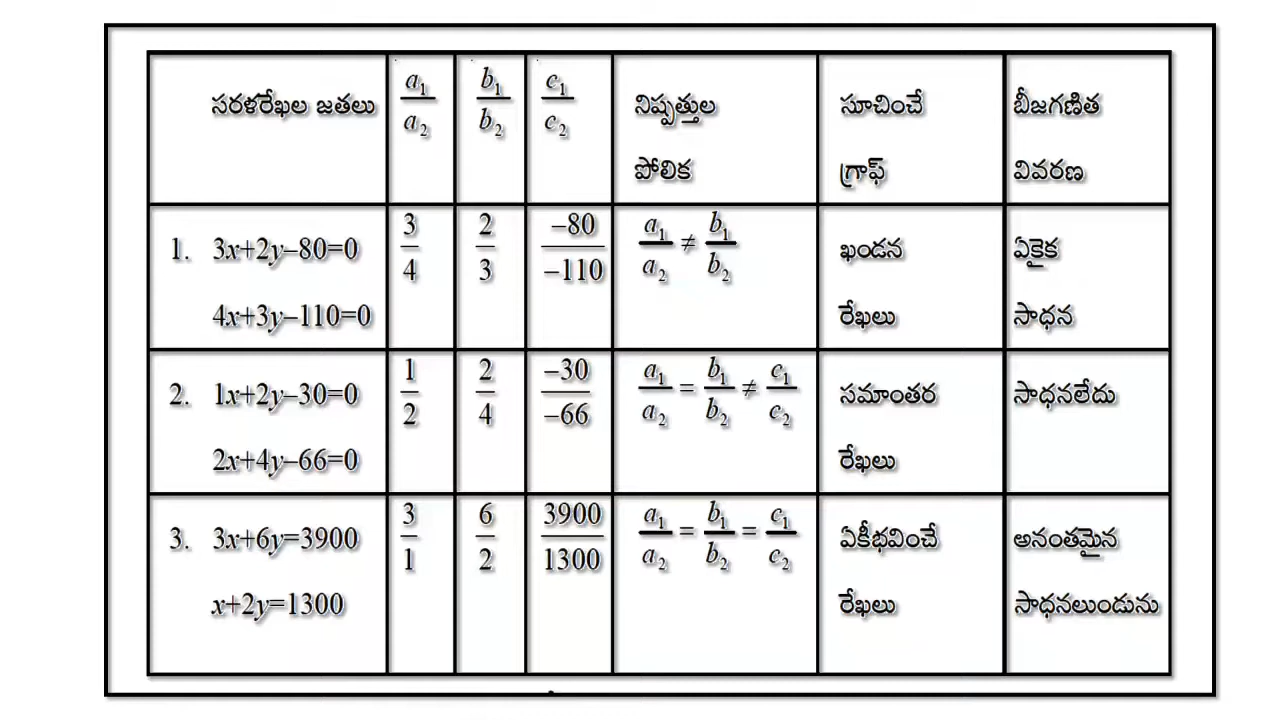 సరళరేఖల జతలు a₁/a₂ b₁/b₂ c₁/c₂ నిష్పత్తుల పోలిక సూచించే గ్రాఫ్ బీజగణిత వివరణ
1. 3x+2y–80=0 3/4 2/3 –80/–110 a₁/a₂ ≠ b₁/b₂ ఖండన ఏకైక
4x+3y–110=0 రేఖలు సాధన
2. 1x+2y–30=0 1/2 2/4 –30/–66 a₁/a₂ = b₁/b₂ ≠ c₁/c₂ సమాంతర సాధనలేదు
2x+4y–66=0 రేఖలు
3. 3x+6y=3900 3/1 6/2 3900/1300 a₁/a₂ = b₁/b₂ = c₁/c₂ ఏకీభవించే అనంతమైన
x+2y=1300 రేఖలు సాధనలుండును